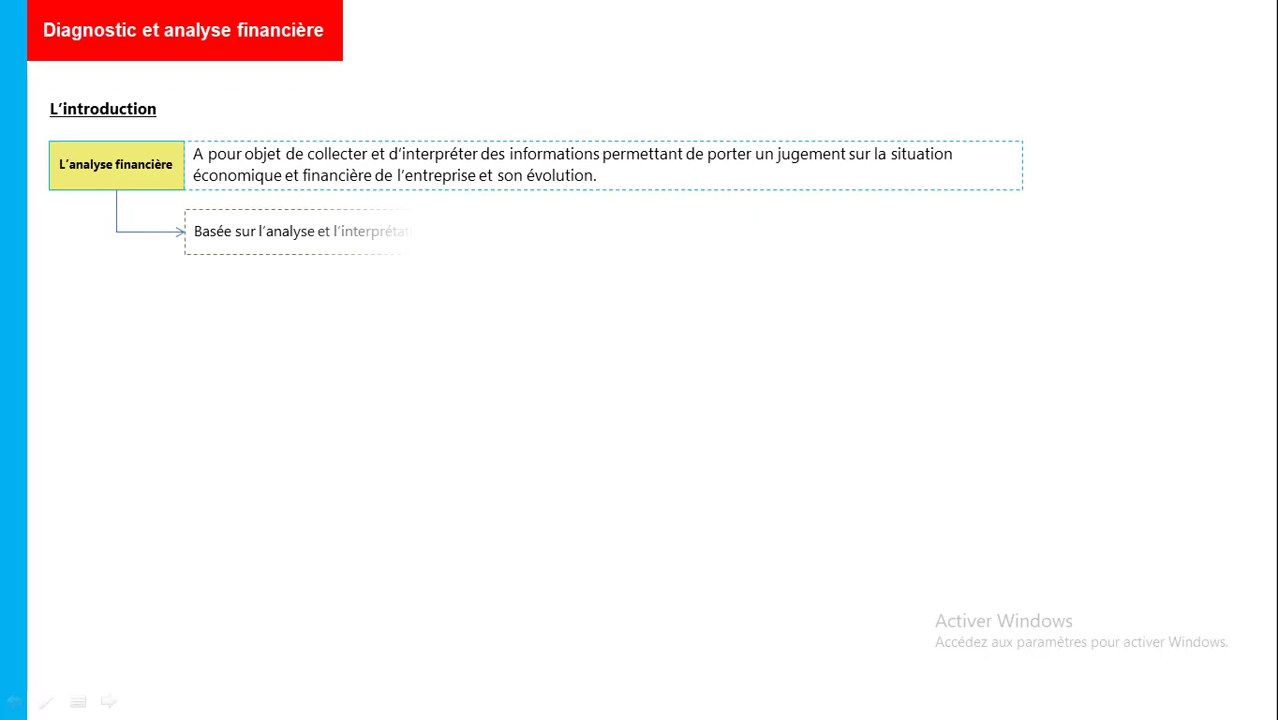 Diagnostic et analyse financière
L’introduction
L’analyse financière
A pour objet de collecter et d’interpréter des informations permettant de porter un jugement sur la situation
économique et financière de l’entreprise et son évolution.
Basée sur l’analyse et
Activer Windows
Accédez aux paramètres pour activer Windows.